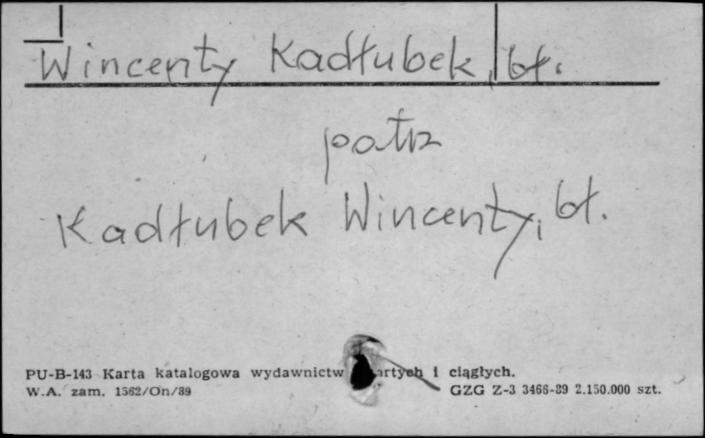 Wincenty Kadłubek, bł.
patrz
Kadłubek Wincenty, bł.
PU-B-143 Karta katalogowa wydawnictw i ciągłych.
W.A. zam. 1562/On/89 GZG Z-3 3466-89 2.150.000 szt.